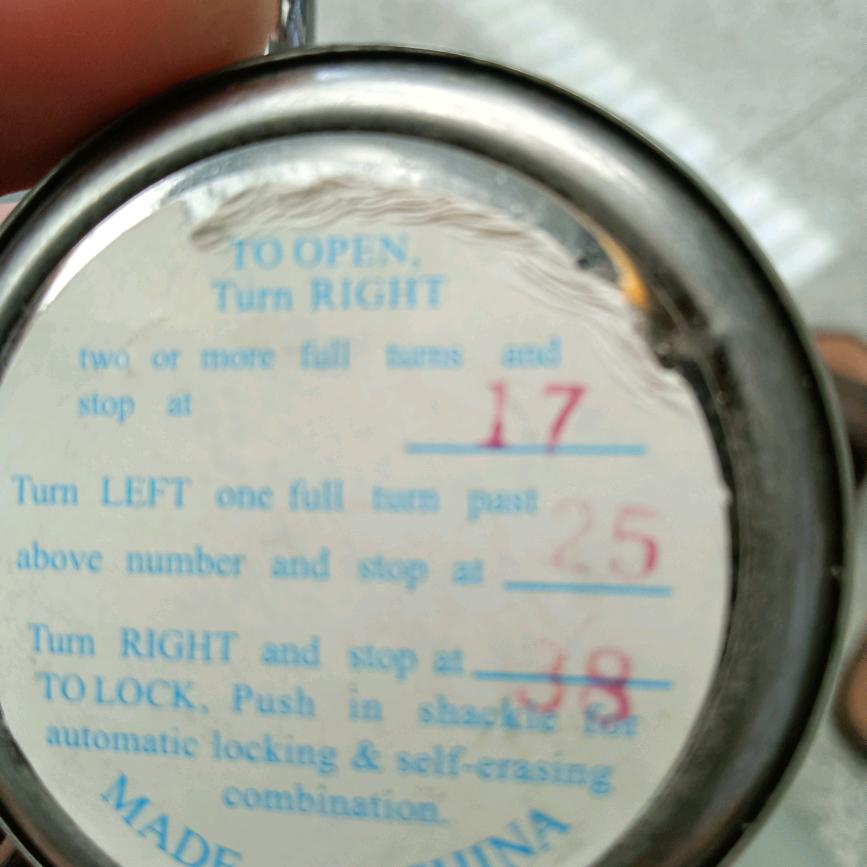 TO OPEN.
Turn RIGHT
two or more full turns and
stop at 17
Turn LEFT one full turn past
above number and stop at 25
Turn RIGHT and stop at 38
TO LOCK. Push in shackle for
automatic locking & self-erasing
combination.
MADE CHINA